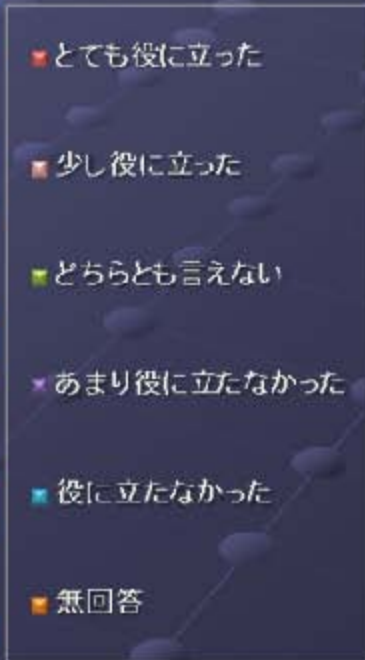 とても役に立った
少し役に立った
どちらとも言えない
あまり役に立たなかった
役に立たなかった
無回答